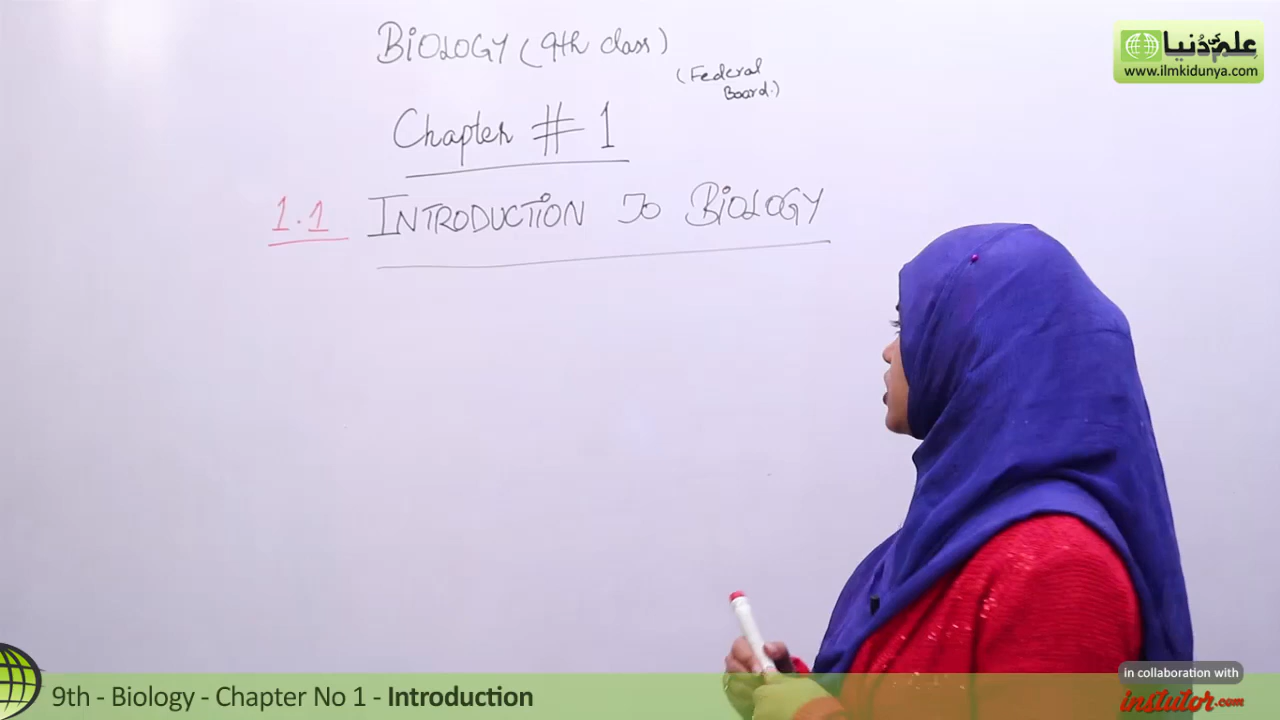 BiOLOGY (9th class)
(Federal
Board.)
Chapter # 1
1.1 INTRODUCTION TO BiOLOGY
علم کی دُنیا
www.ilmkidunya.com
9th - Biology - Chapter No 1 - Introduction
in collaboration with
instutor.com